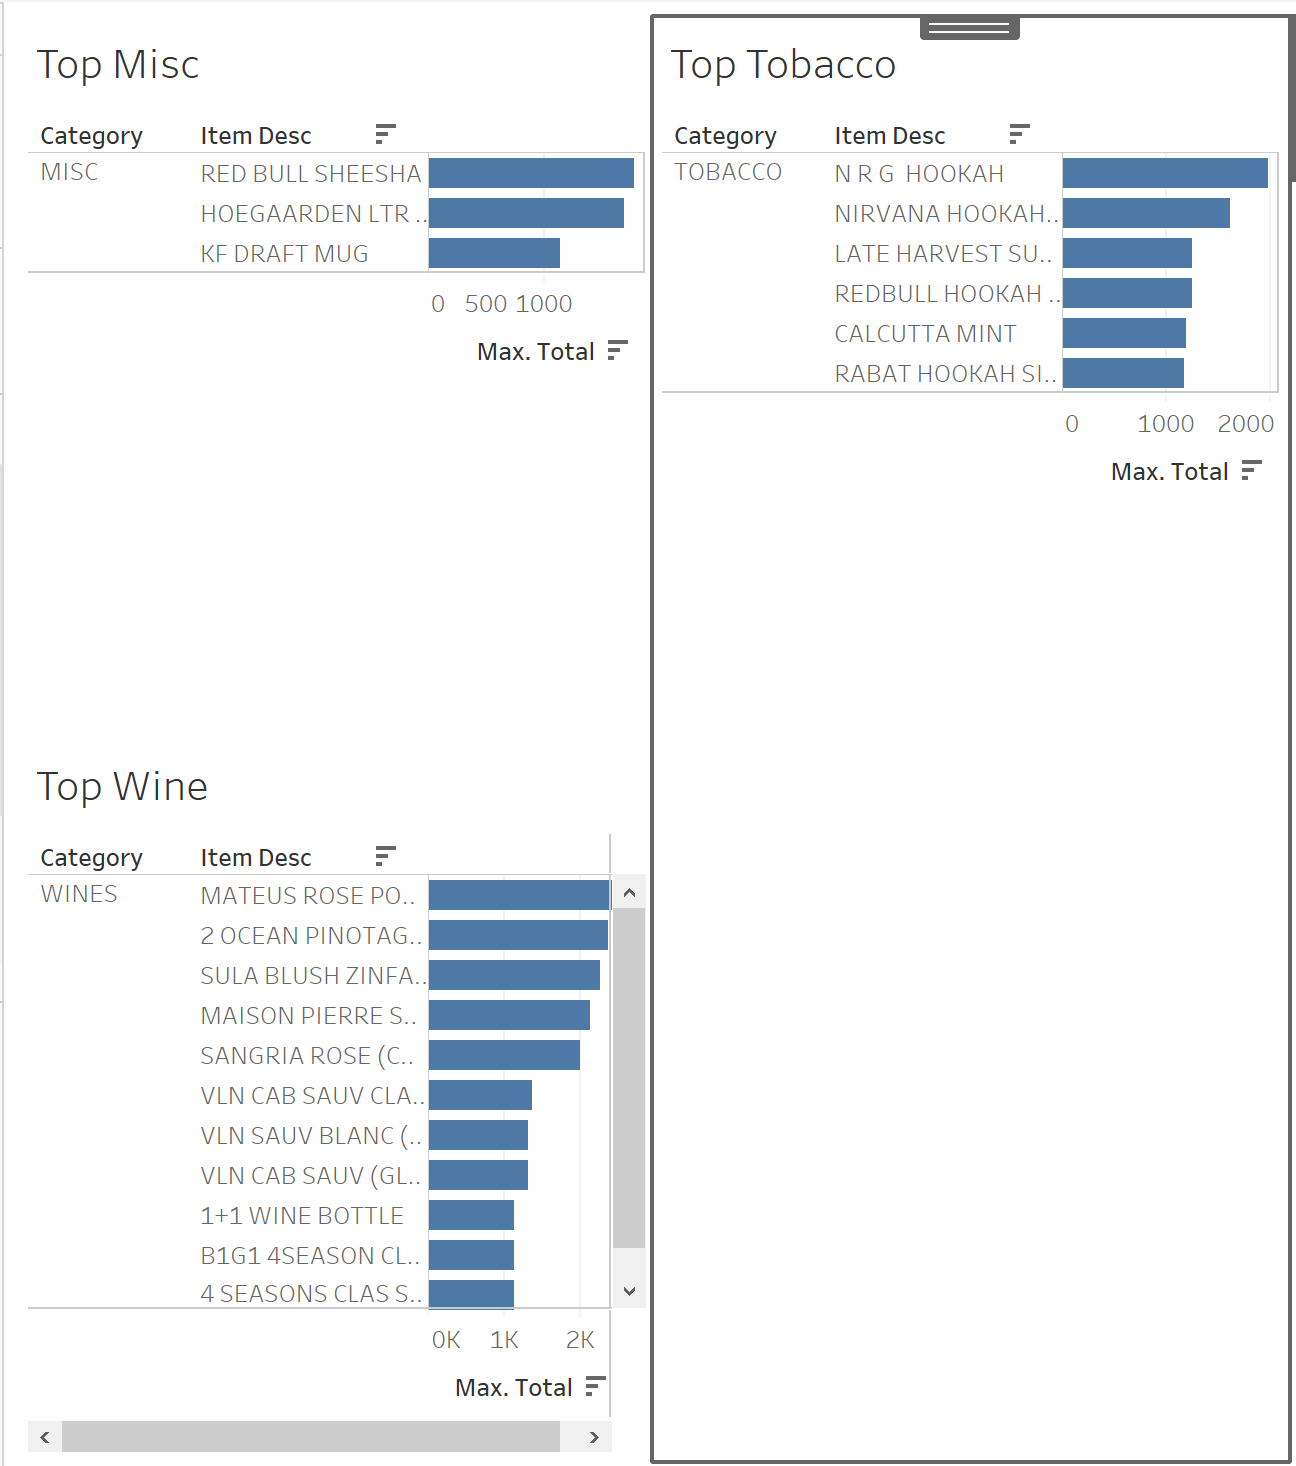 Top Misc
Category Item Desc
MISC RED BULL SHEESHA
HOEGAARDEN LTR ..
KF DRAFT MUG
0 500 1000
Max. Total
Top Tobacco
Category Item Desc
TOBACCO N R G  HOOKAH
NIRVANA HOOKAH..
LATE HARVEST SU..
REDBULL HOOKAH ..
CALCUTTA MINT
RABAT HOOKAH SI..
0 1000 2000
Max. Total
Top Wine
Category Item Desc
WINES MATEUS ROSE PO..
2 OCEAN PINOTAG..
SULA BLUSH ZINFA..
MAISON PIERRE S..
SANGRIA ROSE (C..
VLN CAB SAUV CLA..
VLN SAUV BLANC (..
VLN CAB SAUV (GL..
1+1 WINE BOTTLE
B1G1 4SEASON CL..
4 SEASONS CLAS S..
0K 1K 2K
Max. Total